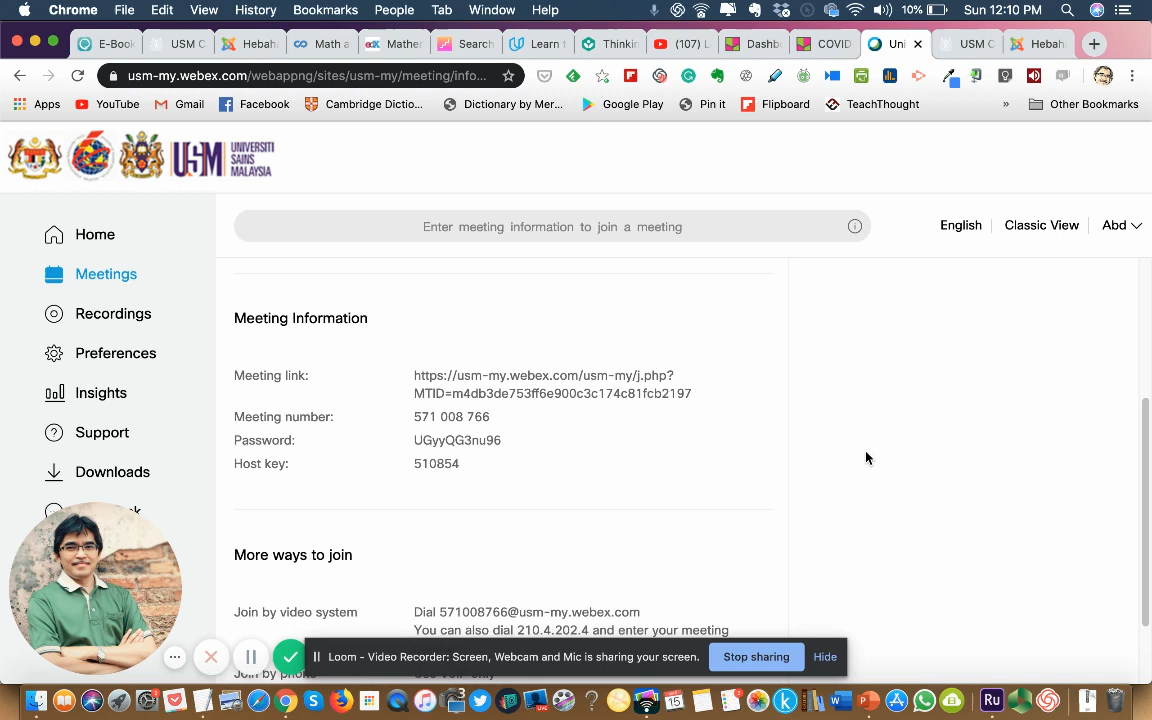 Chrome File Edit View History Bookmarks People Tab Window Help 10% Sun 12:10 PM
E-Book USM C Hebaha Math a Mather Search Learn t Thinkin (107) L Dashb COVID Uni USM C Hebah
usm-my.webex.com/webappng/sites/usm-my/meeting/info...
Apps YouTube Gmail Facebook Cambridge Dictio... Dictionary by Mer... Google Play Pin it Flipboard TeachThought » Other Bookmarks
USM UNIVERSITI
SAINS
MALAYSIA
Enter meeting information to join a meeting
English Classic View Abd
Home
Meetings
Recordings
Preferences
Insights
Support
Downloads
Meeting Information
Meeting link: https://usm-my.webex.com/usm-my/j.php?
MTID=m4db3de753ff6e900c3c174c81fcb2197
Meeting number: 571 008 766
Password: UGyyQG3nu96
Host key: 510854
More ways to join
Join by video system Dial 571008766@usm-my.webex.com
You can also dial 210.4.202.4 and enter your meeting
Loom - Video Recorder: Screen, Webcam and Mic is sharing your screen. Stop sharing Hide